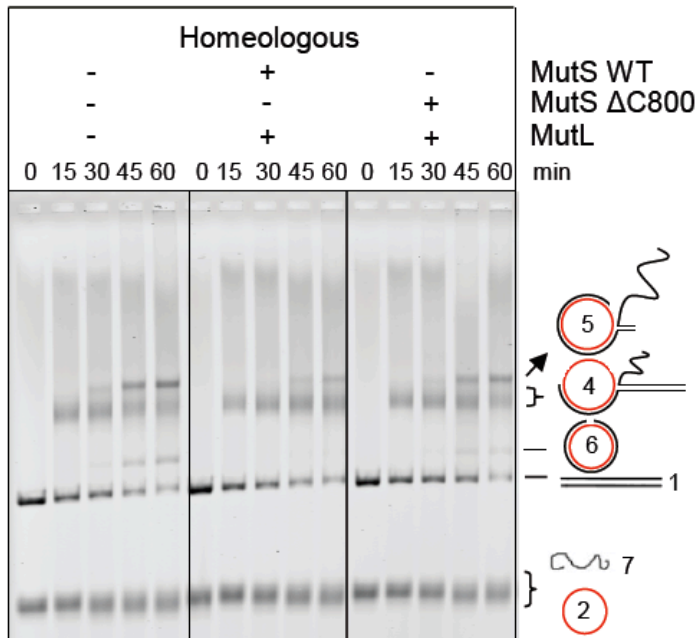 Homeologous
- + - MutS WT
- - + MutS ΔC800
- + + MutL
0 15 30 45 60 0 15 30 45 60 0 15 30 45 60 min
5
4
6
1
7
2